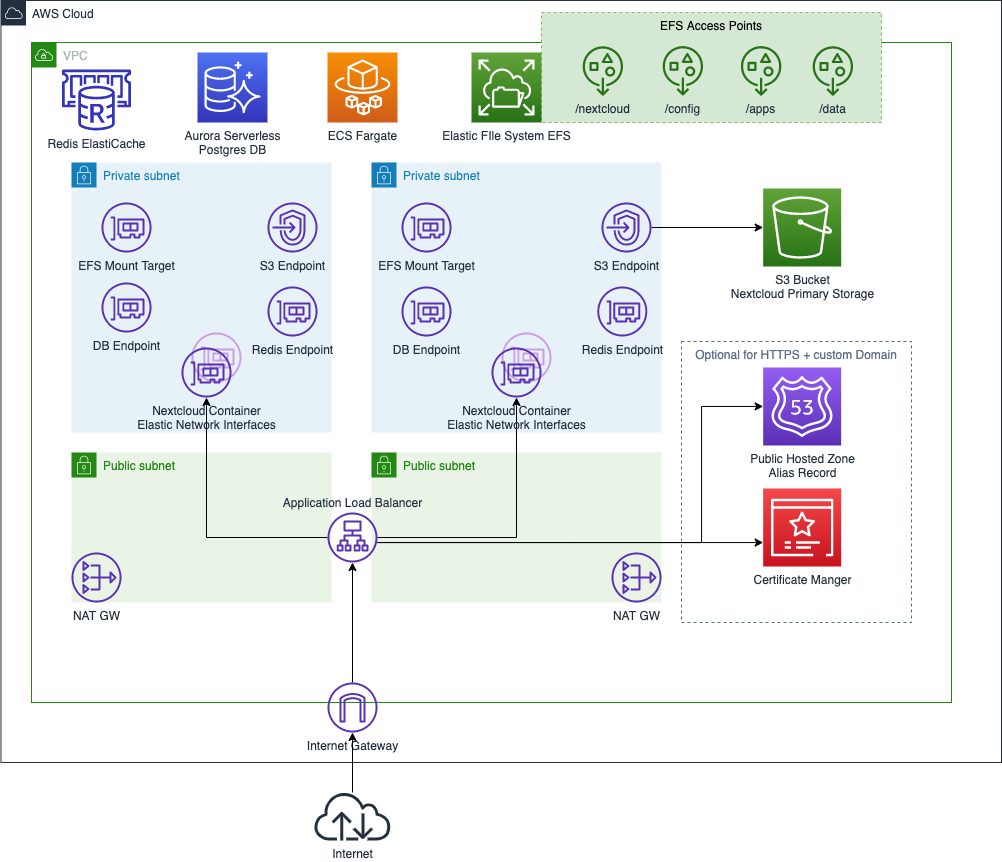 AWS Cloud
EFS Access Points
VPC
/nextcloud
/config
/apps
/data
Redis ElastiCache
R
Aurora Serverless
Postgres DB
ECS Fargate
Elastic FIle System EFS
Private subnet
Private subnet
EFS Mount Target
S3 Endpoint
EFS Mount Target
S3 Endpoint
S3 Bucket
Nextcloud Primary Storage
DB Endpoint
Redis Endpoint
DB Endpoint
Redis Endpoint
Optional for HTTPS + custom Domain
53
Nextcloud Container
Elastic Network Interfaces
Nextcloud Container
Elastic Network Interfaces
Public Hosted Zone
Alias Record
Public subnet
Public subnet
Application Load Balancer
Certificate Manger
NAT GW
NAT GW
Internet Gateway
Internet